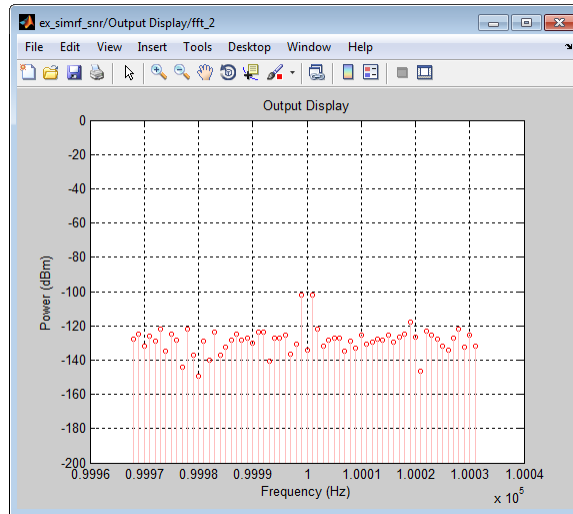 ex_simrf_snr/Output Display/fft_2
File Edit View Insert Tools Desktop Window Help
Output Display
0
-20
-40
-60
-80
-100
-120
-140
-160
-180
-200
Power (dBm)
0.9996 0.9997 0.9998 0.9999 1 1.0001 1.0002 1.0003 1.0004
Frequency (Hz)
x 10^5